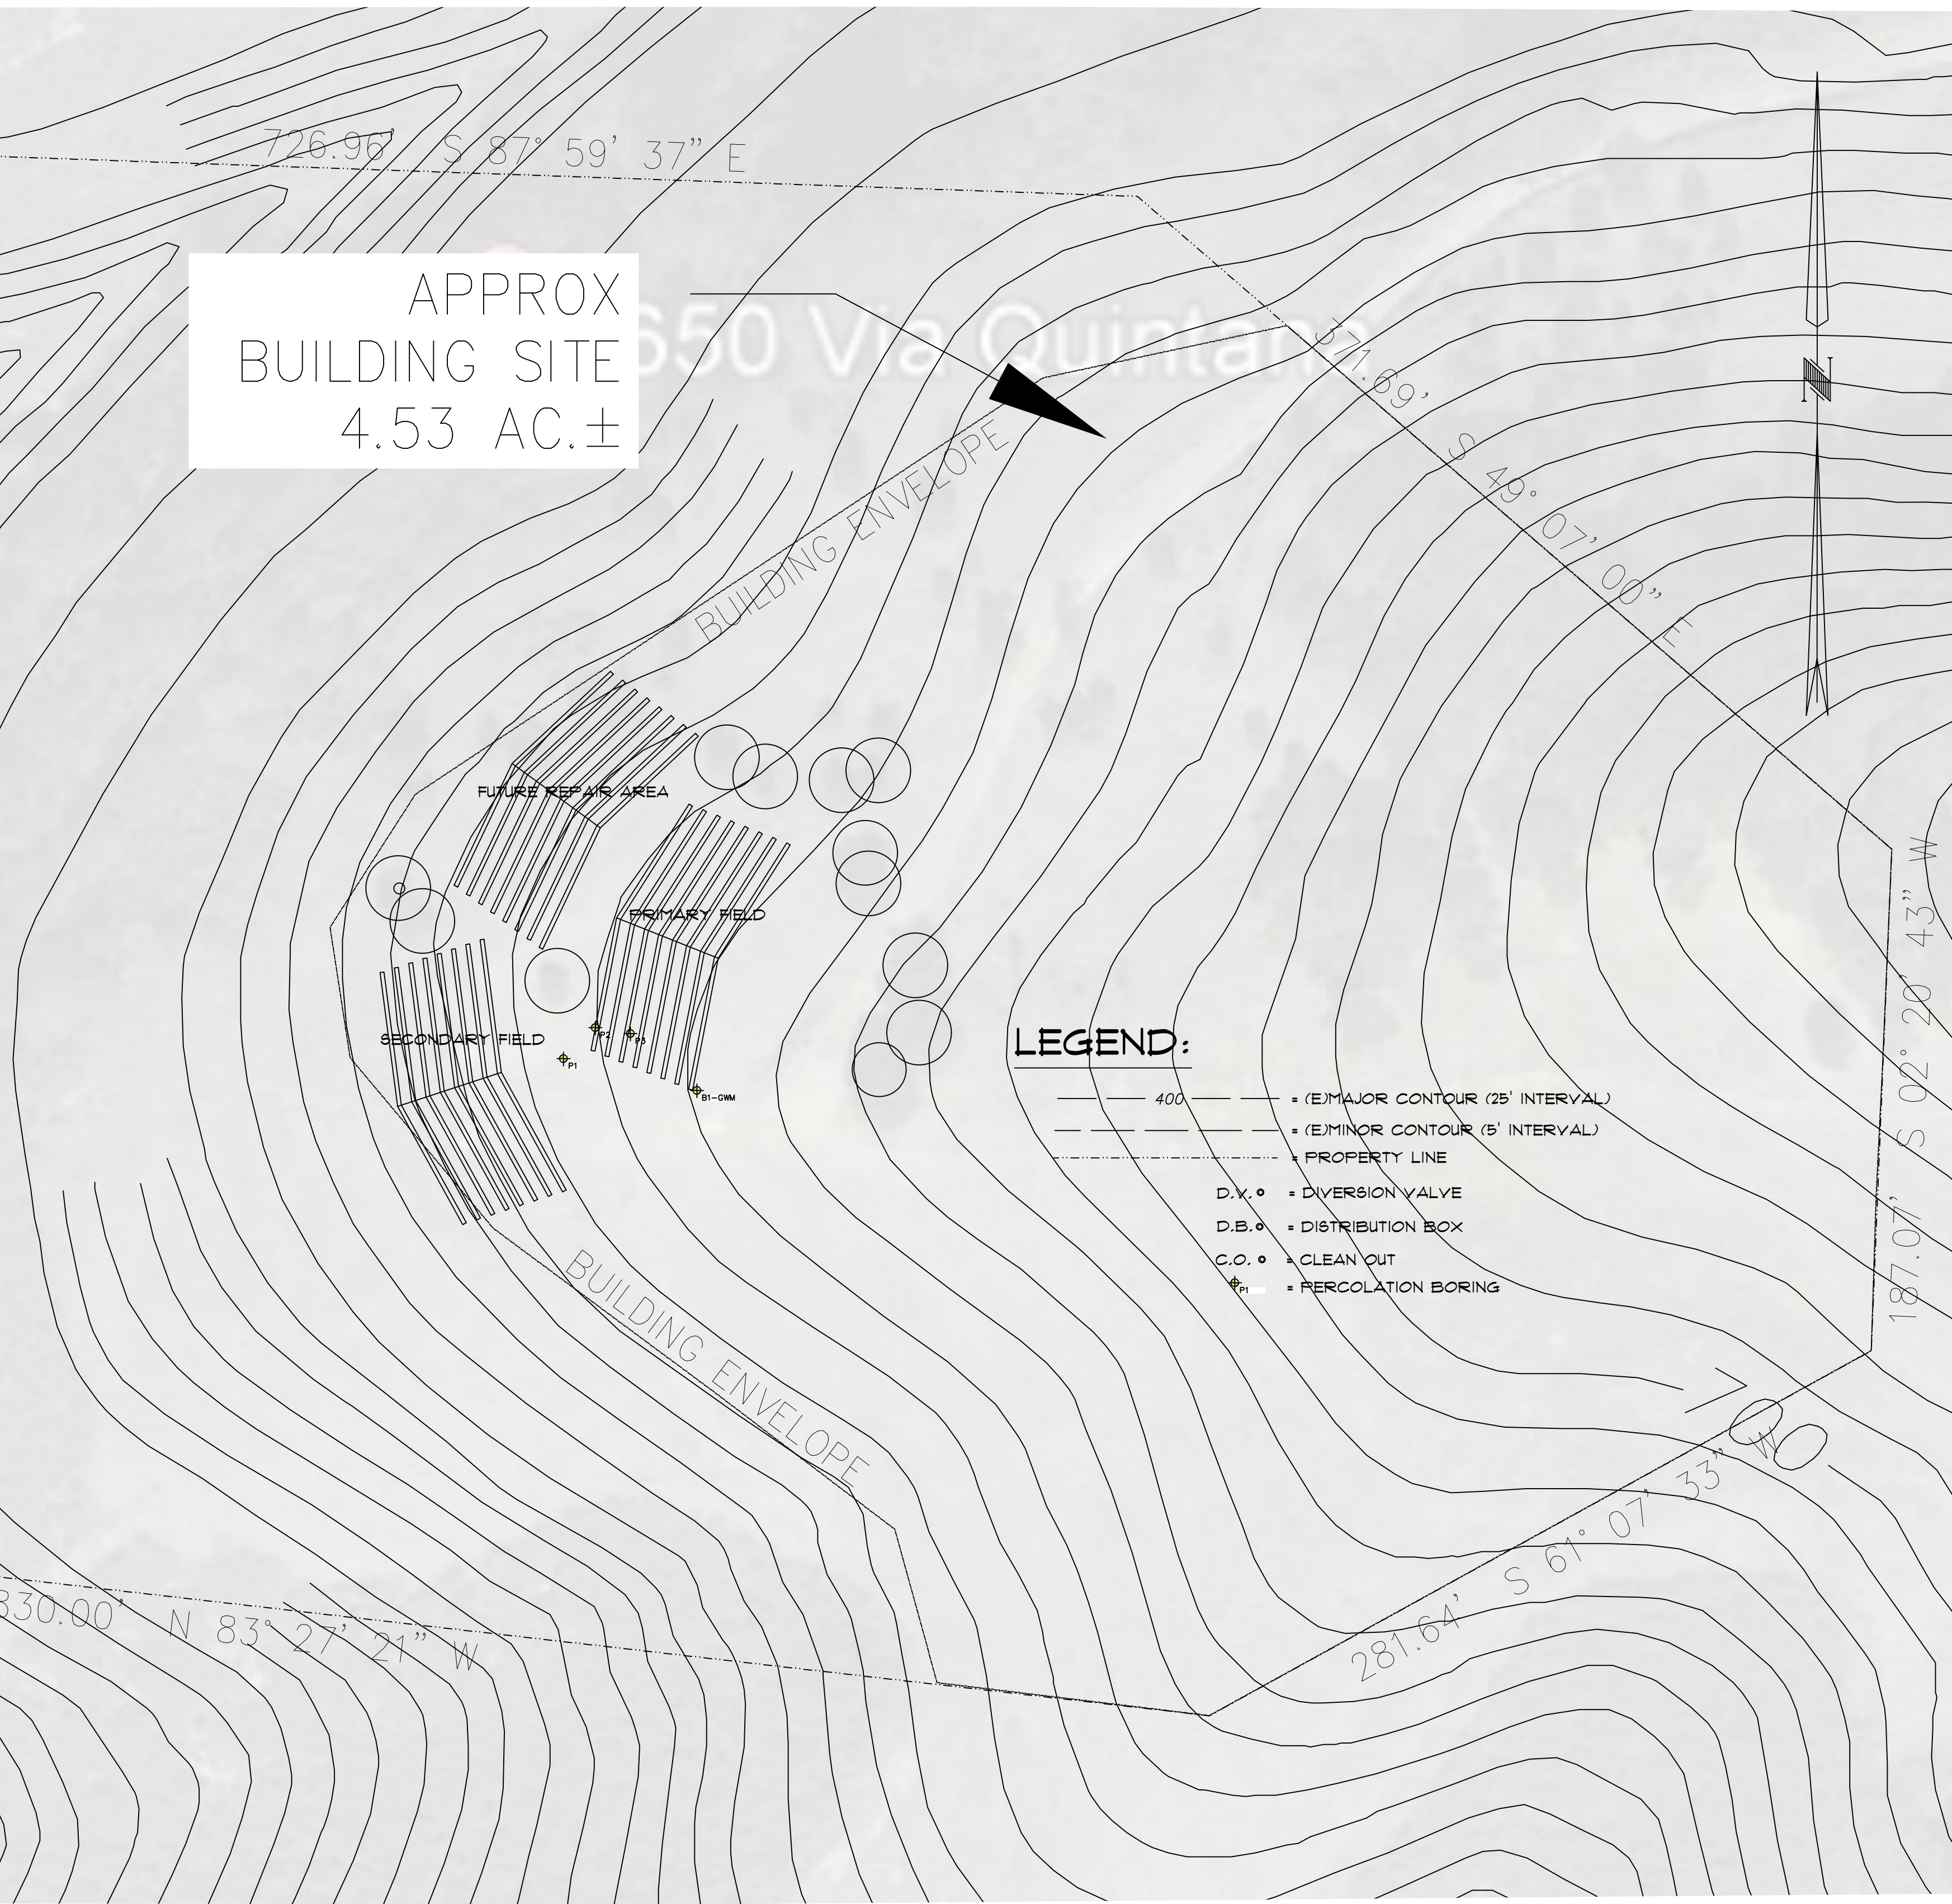 726.96' S 87° 59' 37" E
APPROX
BUILDING SITE
4.53 AC.±
650 Via Quintana
371.69' S 49° 07' 00" E
N
BUILDING ENVELOPE
FUTURE REPAIR AREA
PRIMARY FIELD
SECONDARY FIELD
P2
P3
P1
B1-GWM
LEGEND:
400 = (E)MAJOR CONTOUR (25' INTERVAL)
= (E)MINOR CONTOUR (5' INTERVAL)
= PROPERTY LINE
D.V. = DIVERSION VALVE
D.B. = DISTRIBUTION BOX
C.O. = CLEAN OUT
P1 = PERCOLATION BORING
187.07' S 02° 20' 43" W
BUILDING ENVELOPE
281.64' S 61° 07' 33" W
330.00' N 83° 27' 21" W